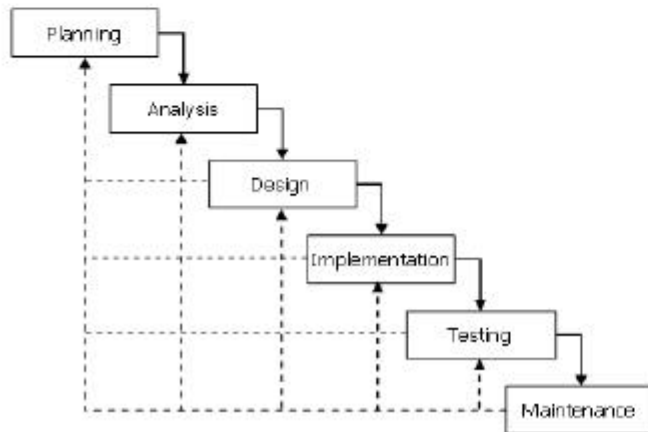 Planning
Analysis
Design
Implementation
Testing
Maintenance